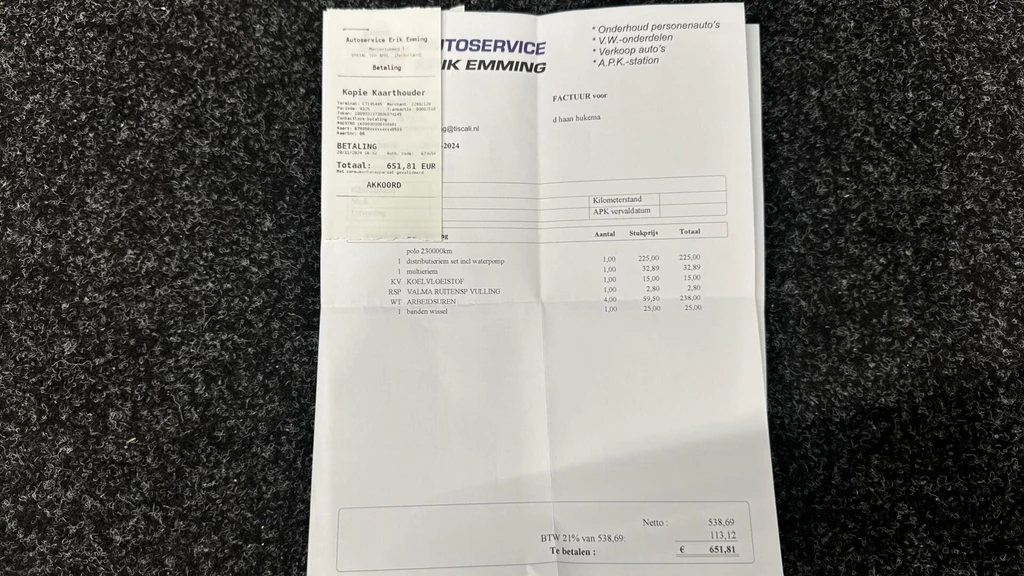 Autoservice Erik Emming
Betaling
Kopie Kaarthouder
Contactloze betaling
BETALING
Totaal: 651,81 EUR
AKKOORD
UTOSERVICE
IK EMMING
* Onderhoud personenauto's
* V.W.-onderdelen
* Verkoop auto's
* A.P.K.-station
FACTUUR voor
d haan hukema
g@tiscali.nl
-2024
Kilometerstand
APK vervaldatum
Aantal Stukprijs Totaal
polo 230000km
1 distributieriem set incl waterpomp 1,00 225,00 225,00
1 multieriem 1,00 32,89 32,89
KV KOELVLOEISTOF 1,00 15,00 15,00
RSP VALMA RUITENSP VULLING 1,00 2,80 2,80
WT ARBEIDSUREN 4,00 59,50 238,00
1 banden wissel 1,00 25,00 25,00
Netto : 538,69
BTW 21% van 538,69: 113,12
Te betalen : € 651,81